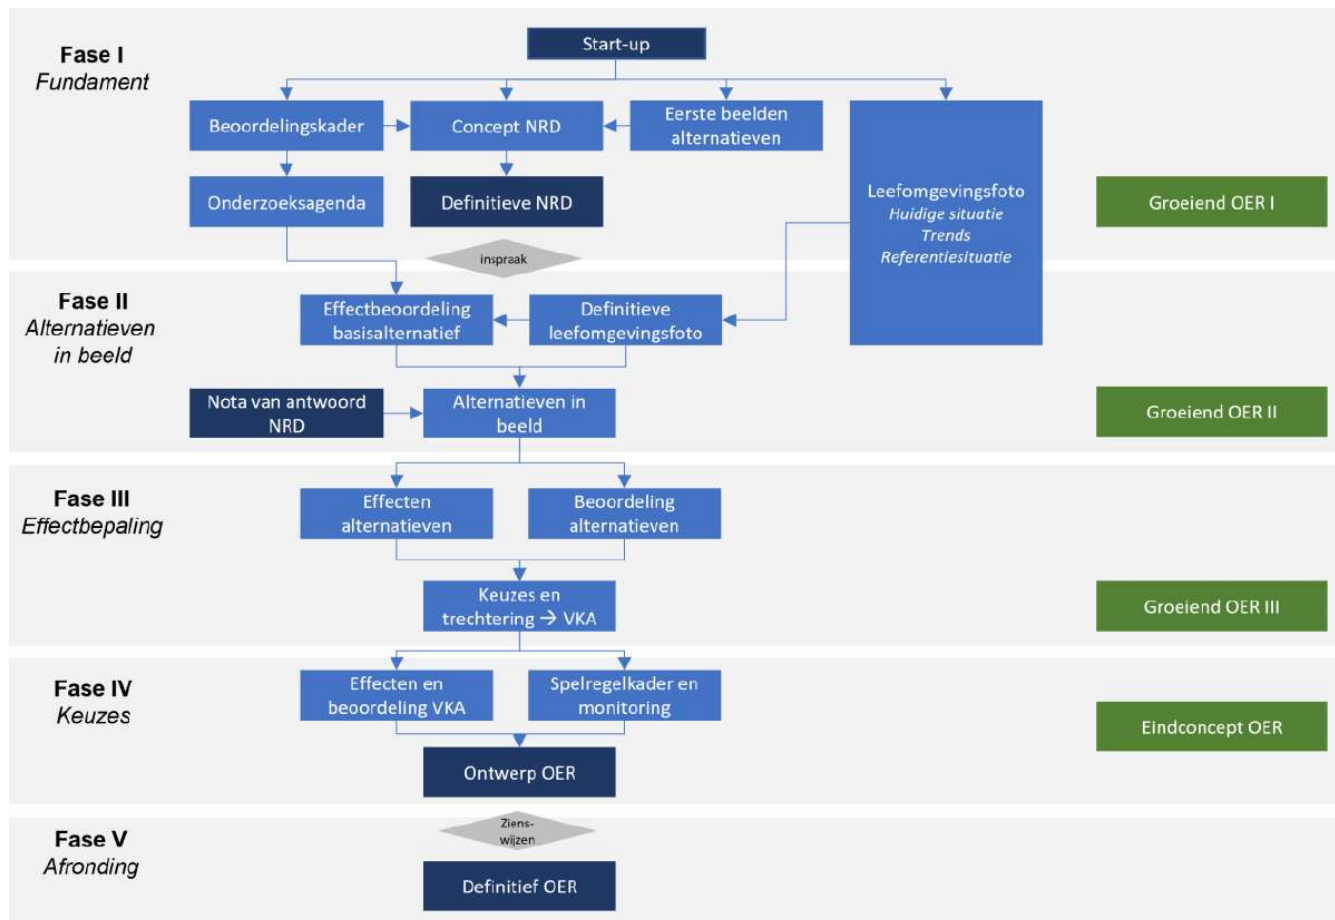 Fase I
Fundament
Start-up
Beoordelingskader
Concept NRD
Eerste beelden
alternatieven
Leefomgevingsfoto
Huidige situatie
Trends
Referentiesituatie
Onderzoeksagenda
Definitieve NRD
Groeiend OER I
inspraak
Fase II
Alternatieven
in beeld
Effectbeoordeling
basisalternatief
Definitieve
leefomgevingsfoto
Nota van antwoord
NRD
Alternatieven in
beeld
Groeiend OER II
Fase III
Effectbepaling
Effecten
alternatieven
Beoordeling
alternatieven
Keuzes en
trechtering → VKA
Groeiend OER III
Fase IV
Keuzes
Effecten en
beoordeling VKA
Spelregelkader en
monitoring
Eindconcept OER
Ontwerp OER
Fase V
Afronding
Ziens-
wijzen
Definitief OER